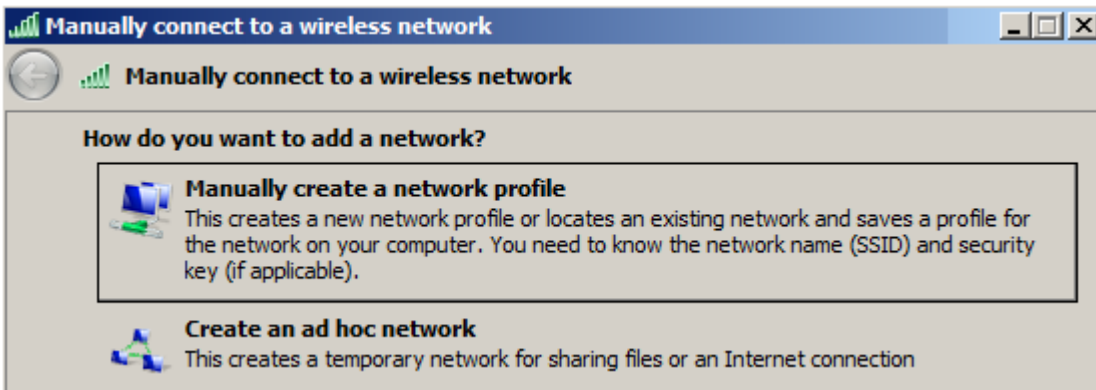 Manually connect to a wireless network
Manually connect to a wireless network
How do you want to add a network?
Manually create a network profile
This creates a new network profile or locates an existing network and saves a profile for
the network on your computer. You need to know the network name (SSID) and security
key (if applicable).
Create an ad hoc network
This creates a temporary network for sharing files or an Internet connection